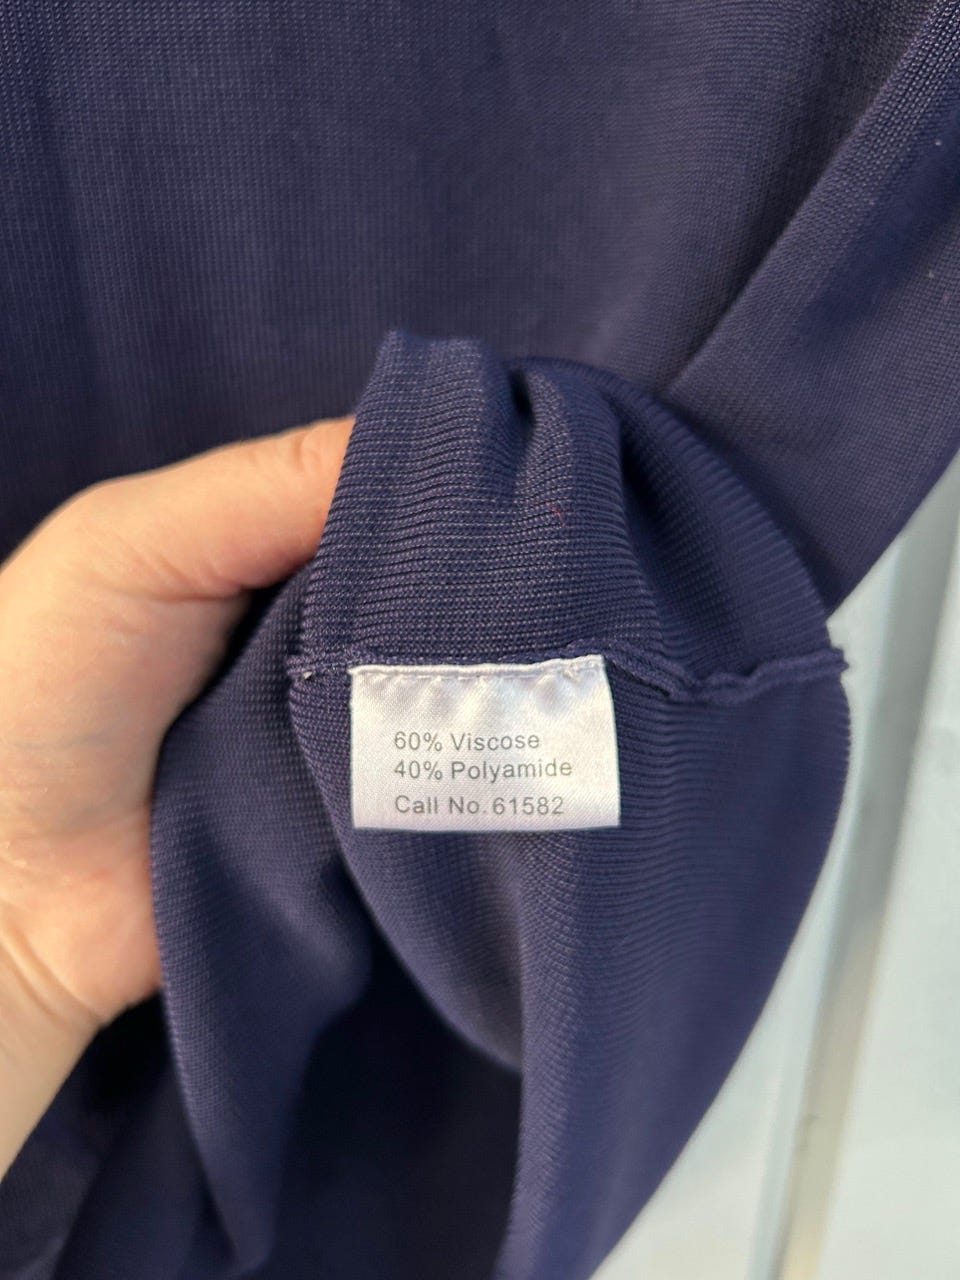 60% Viscose
40% Polyamide
Call No. 61582